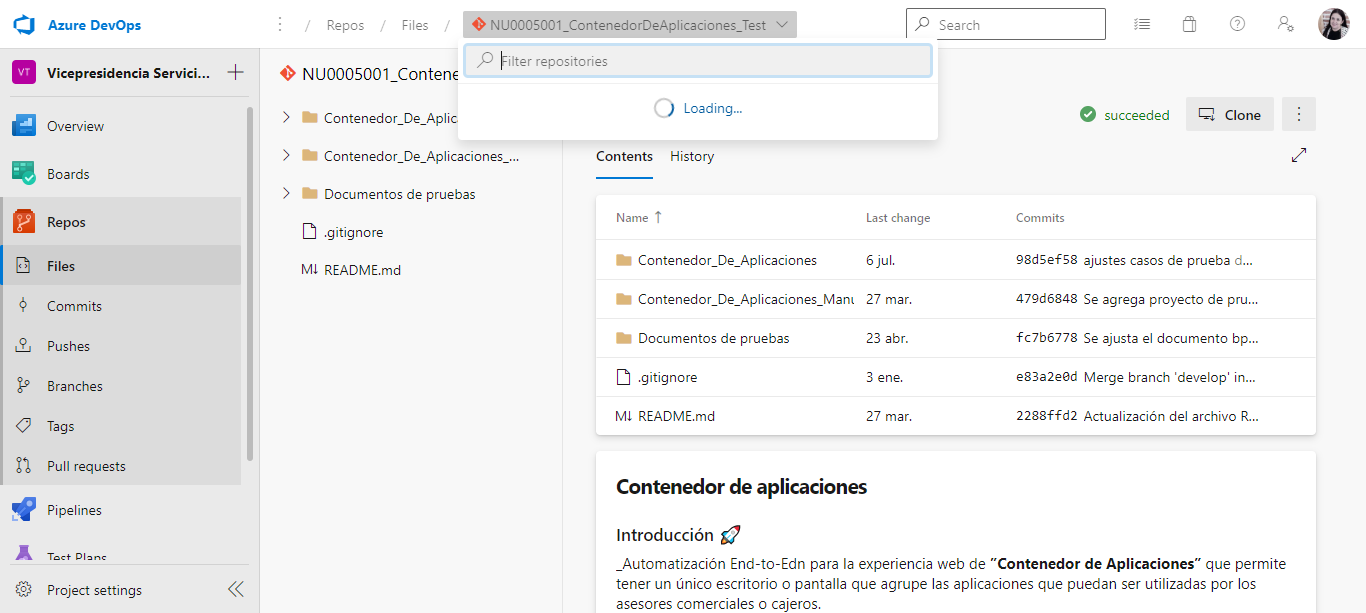 Azure DevOps
/ Repos / Files / NU0005001_ContenedorDeAplicaciones_Test
Search
VT Vicepresidencia Servici...
Overview
Boards
Repos
Files
Commits
Pushes
Branches
Tags
Pull requests
Pipelines
Test Plans
Project settings
NU0005001_Contene
Contenedor_De_Aplica
Contenedor_De_Aplicaciones_...
Documentos de pruebas
.gitignore
M↓ README.md
Filter repositories
Loading...
succeeded
Clone
Contents History
Name ↑ Last change Commits
Contenedor_De_Aplicaciones 6 jul. 98d5ef58 ajustes casos de prueba d...
Contenedor_De_Aplicaciones_Manu 27 mar. 479d6848 Se agrega proyecto de pru...
Documentos de pruebas 23 abr. fc7b6778 Se ajusta el documento bp...
.gitignore 3 ene. e83a2e0d Merge branch 'develop' in...
M↓ README.md 27 mar. 2288ffd2 Actualización del archivo R...
Contenedor de aplicaciones
Introducción 🚀
_Automatización End-to-Edn para la experiencia web de ”Contenedor de Aplicaciones” que permite
tener un único escritorio o pantalla que agrupe las aplicaciones que puedan ser utilizadas por los
asesores comerciales o cajeros.